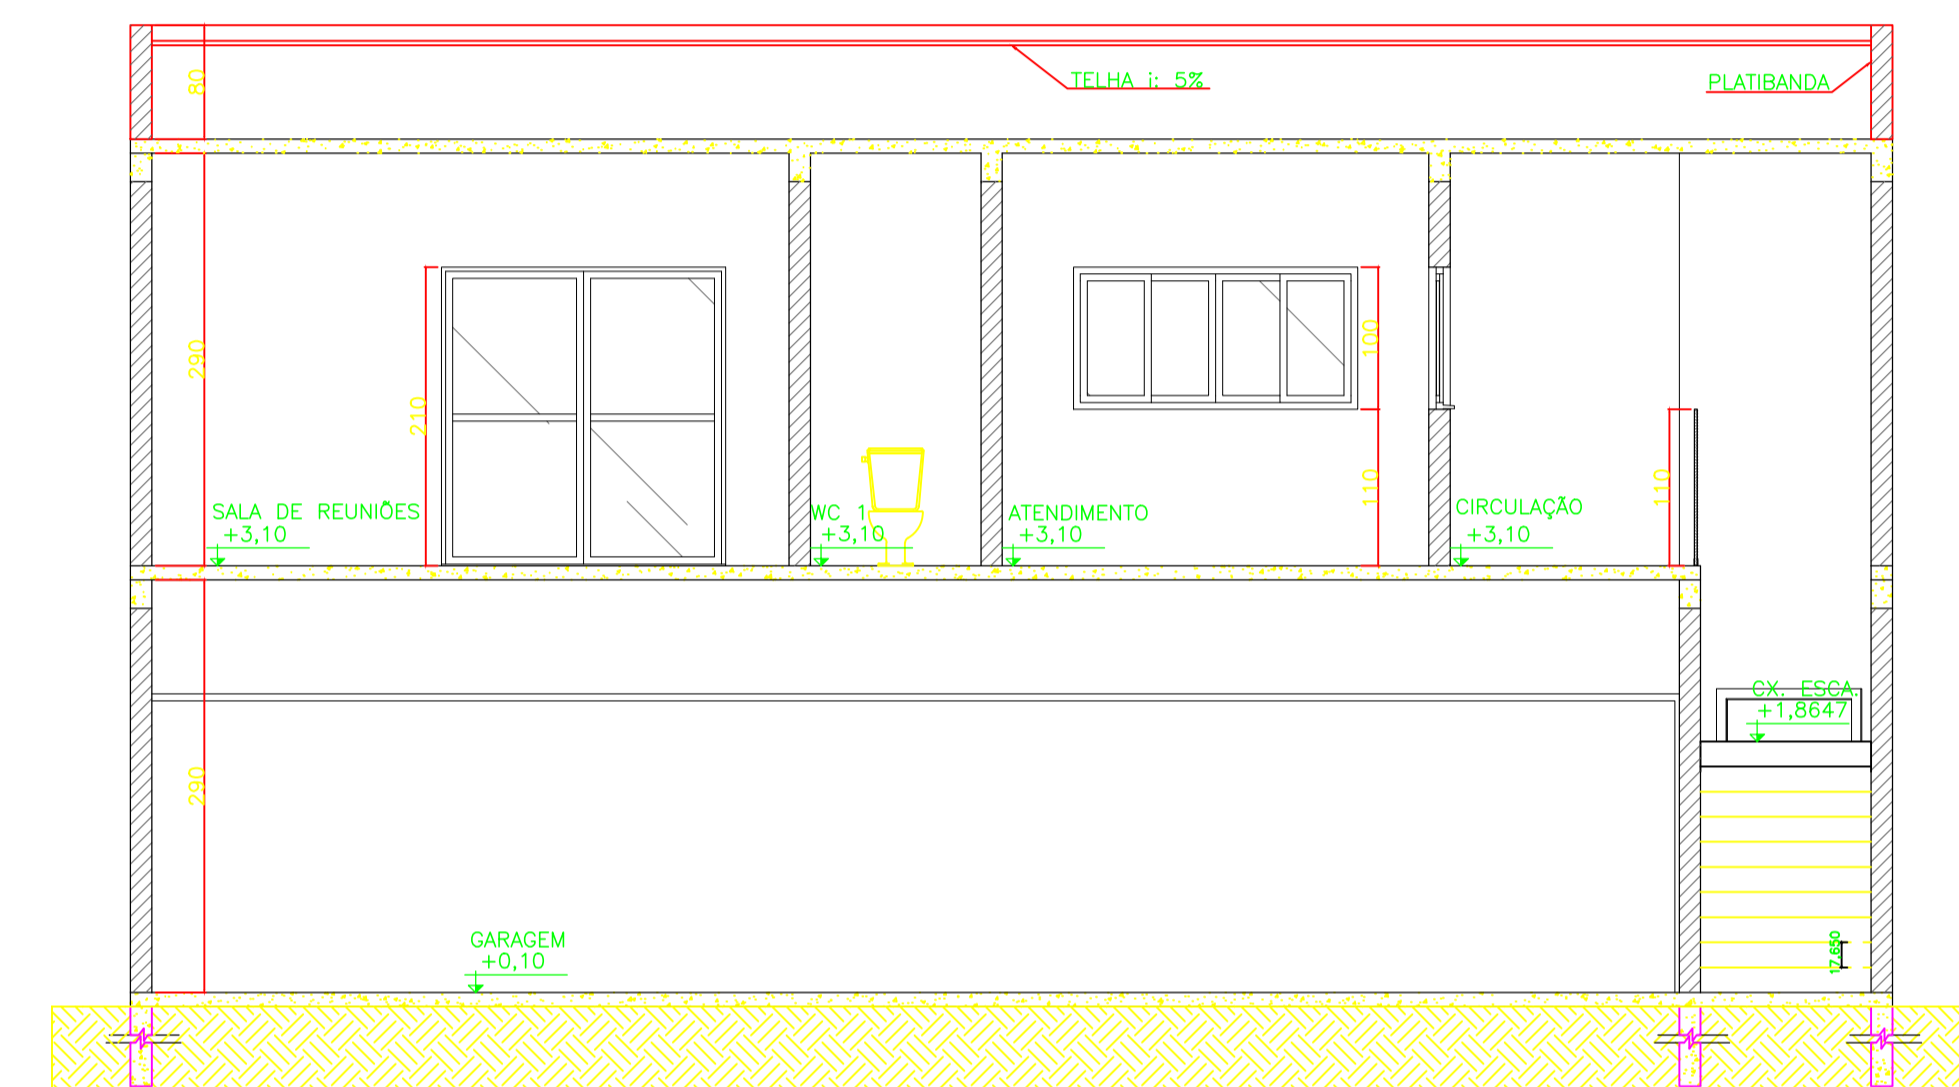 80
TELHA i: 5%
PLATIBANDA
290
210
100
110
110
SALA DE REUNIÕES
+3,10
WC 1
+3,10
ATENDIMENTO
+3,10
CIRCULAÇÃO
+3,10
CX. ESCA.
+1,8647
290
GARAGEM
+0,10
17.650